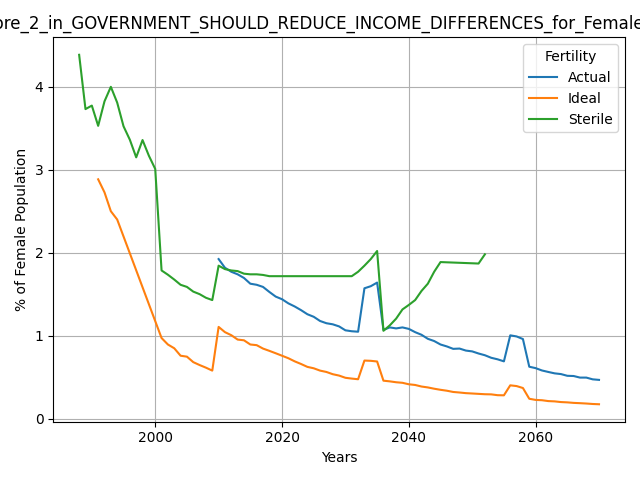 ore_2_in_GOVERNMENT_SHOULD_REDUCE_INCOME_DIFFERENCES_for_Female
Fertility
Actual
Ideal
Sterile
% of Female Population
4
3
2
1
0
2000 2020 2040 2060
Years